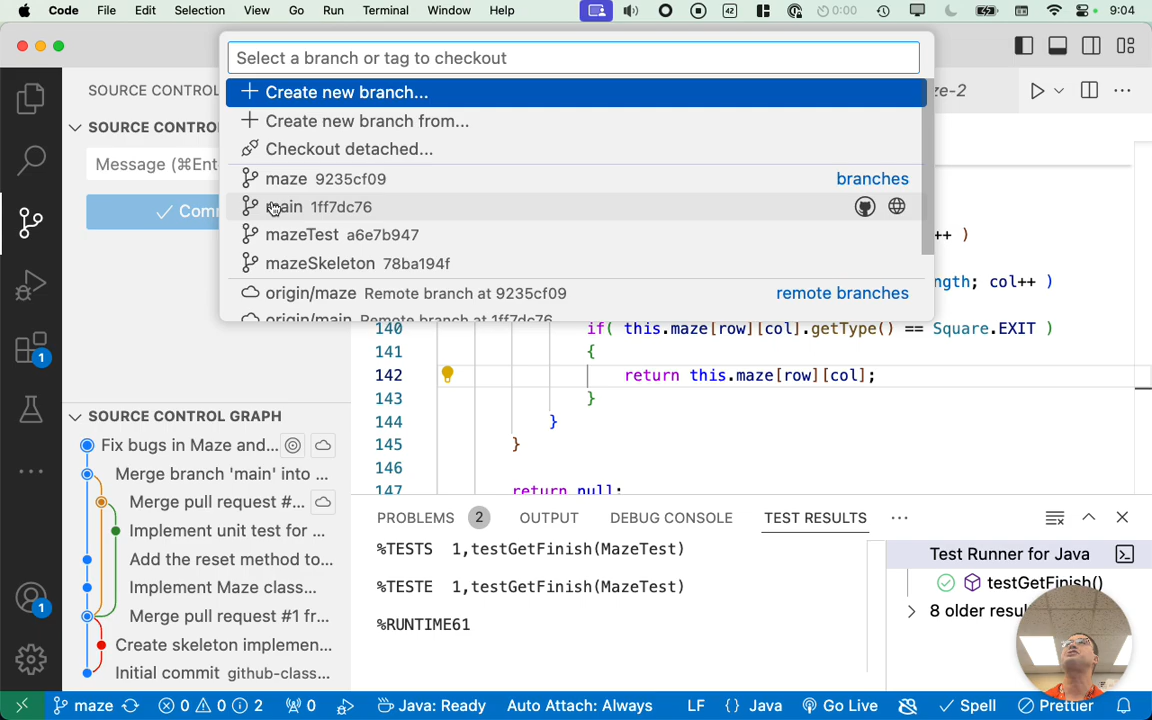 Code File Edit Selection View Go Run Terminal Window Help 42 0:00 9:04
Select a branch or tag to checkout
Create new branch...
Create new branch from...
Checkout detached...
maze 9235cf09 branches
main 1ff7dc76
mazeTest a6e7b947
mazeSkeleton 78ba194f
origin/maze Remote branch at 9235cf09 remote branches
origin/main Remote branch at 1ff7dc76
SOURCE CONTROL
SOURCE CONTRO
Message (⌘Ent
Comm
ze-2
++ )
ngth; col++ )
140 if( this.maze[row][col].getType() == Square.EXIT )
141 {
142 return this.maze[row][col];
143 }
144 }
145 }
146
147 return null;
SOURCE CONTROL GRAPH
Fix bugs in Maze and...
Merge branch 'main' into ...
Merge pull request #...
Implement unit test for ...
Add the reset method to...
Implement Maze class...
Merge pull request #1 fr...
Create skeleton implemen...
Initial commit github-class...
PROBLEMS 2 OUTPUT DEBUG CONSOLE TEST RESULTS ...
%TESTS 1,testGetFinish(MazeTest)
%TESTE 1,testGetFinish(MazeTest)
%RUNTIME61
Test Runner for Java
testGetFinish()
8 older resul
1
1
maze 0 0 2 0 Java: Ready Auto Attach: Always LF {} Java Go Live Spell Prettier